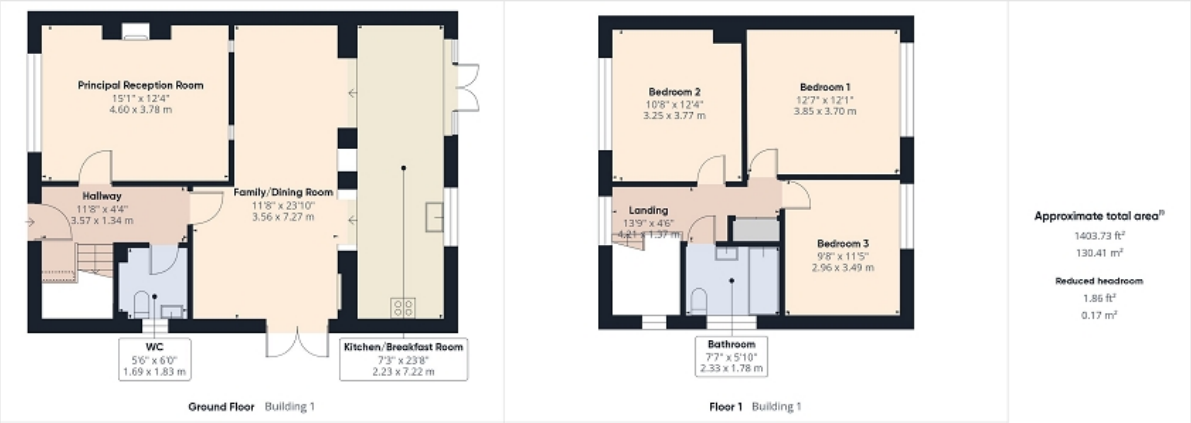 Principal Reception Room
15'1" x 12'4"
4.60 x 3.78 m
Hallway
11'8" x 4'4"
3.57 x 1.34 m
Family/Dining Room
11'8" x 23'10"
3.56 x 7.27 m
WC
5'6" x 6'0"
1.69 x 1.83 m
Kitchen/Breakfast Room
7'3" x 23'8"
2.23 x 7.22 m
Ground Floor Building 1
Bedroom 2
10'8" x 12'4"
3.25 x 3.77 m
Bedroom 1
12'7" x 12'1"
3.85 x 3.70 m
Landing
13'9" x 4'6"
4.21 x 1.37 m
Bedroom 3
9'8" x 11'5"
2.96 x 3.49 m
Bathroom
7'7" x 5'10"
2.33 x 1.78 m
Floor 1 Building 1
Approximate total area⁽¹⁾
1403.73 ft²
130.41 m²
Reduced headroom
1.86 ft²
0.17 m²